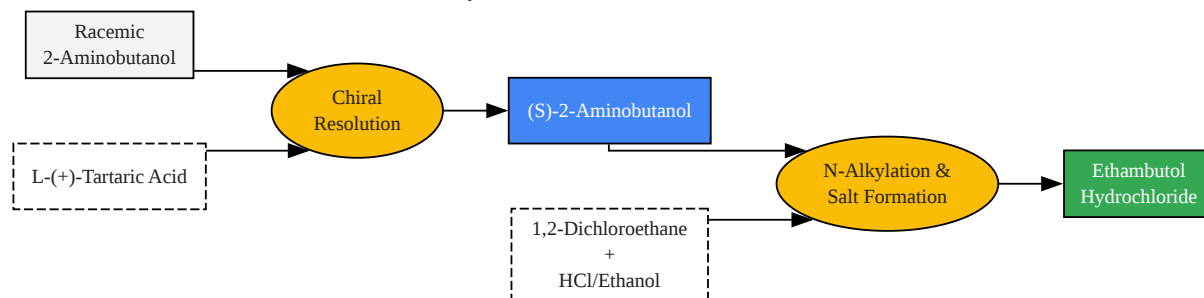 Racemic
2-Aminobutanol
L-(+)-Tartaric Acid
Chiral
Resolution
(S)-2-Aminobutanol
1,2-Dichloroethane
+
HCl/Ethanol
N-Alkylation &
Salt Formation
Ethambutol
Hydrochloride